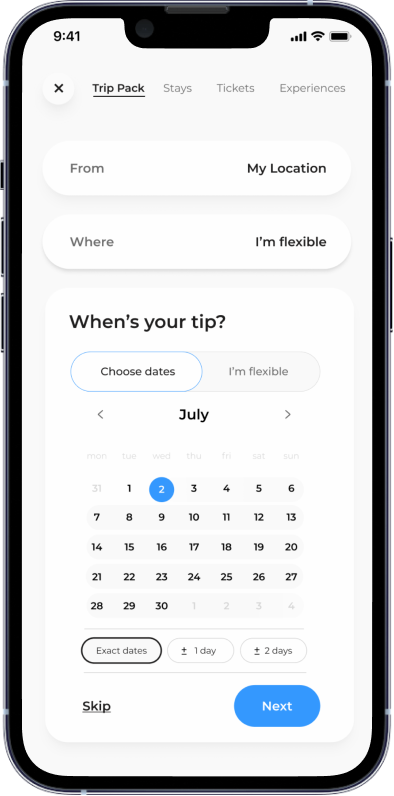 9:41
Trip Pack Stays Tickets Experiences
From My Location
Where I'm flexible
When's your tip?
Choose dates I'm flexible
July
mon tue wed thu fri sat sun
31 1 2 3 4 5 6
7 8 9 10 11 12 13
14 15 16 17 18 19 20
21 22 23 24 25 26 27
28 29 30 1 2 3 4
Exact dates ± 1 day ± 2 days
Skip Next